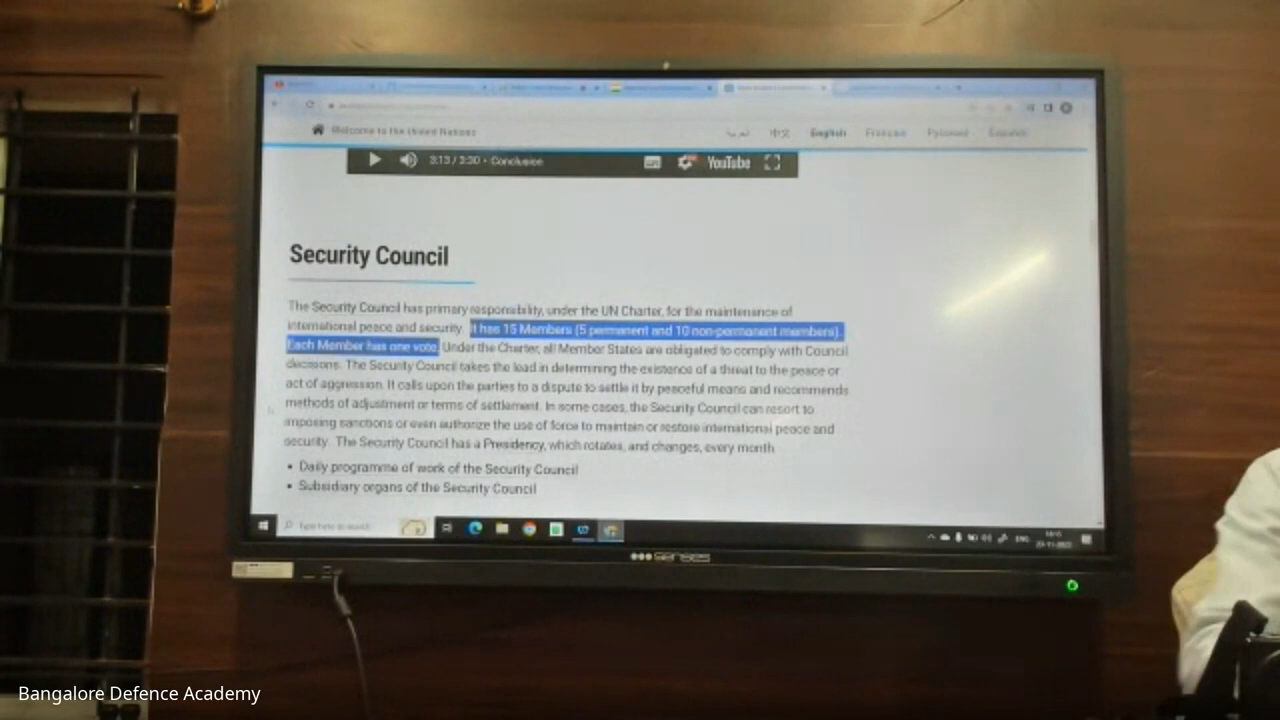 Welcome to the United Nations
中文
English
Français
Русский
Español
3:13 / 3:30 • Conclusion
YouTube
Security Council
The Security Council has primary responsibility, under the UN Charter, for the maintenance of
international peace and security. It has 15 Members (5 permanent and 10 non-permanent members).
Each Member has one vote. Under the Charter, all Member States are obligated to comply with Council
decisions. The Security Council takes the lead in determining the existence of a threat to the peace or
act of aggression. It calls upon the parties to a dispute to settle it by peaceful means and recommends
methods of adjustment or terms of settlement. In some cases, the Security Council can resort to
imposing sanctions or even authorize the use of force to maintain or restore international peace and
security. The Security Council has a Presidency, which rotates, and changes, every month.
• Daily programme of work of the Security Council
• Subsidiary organs of the Security Council
Type here to search
ENG
senses
Bangalore Defence Academy